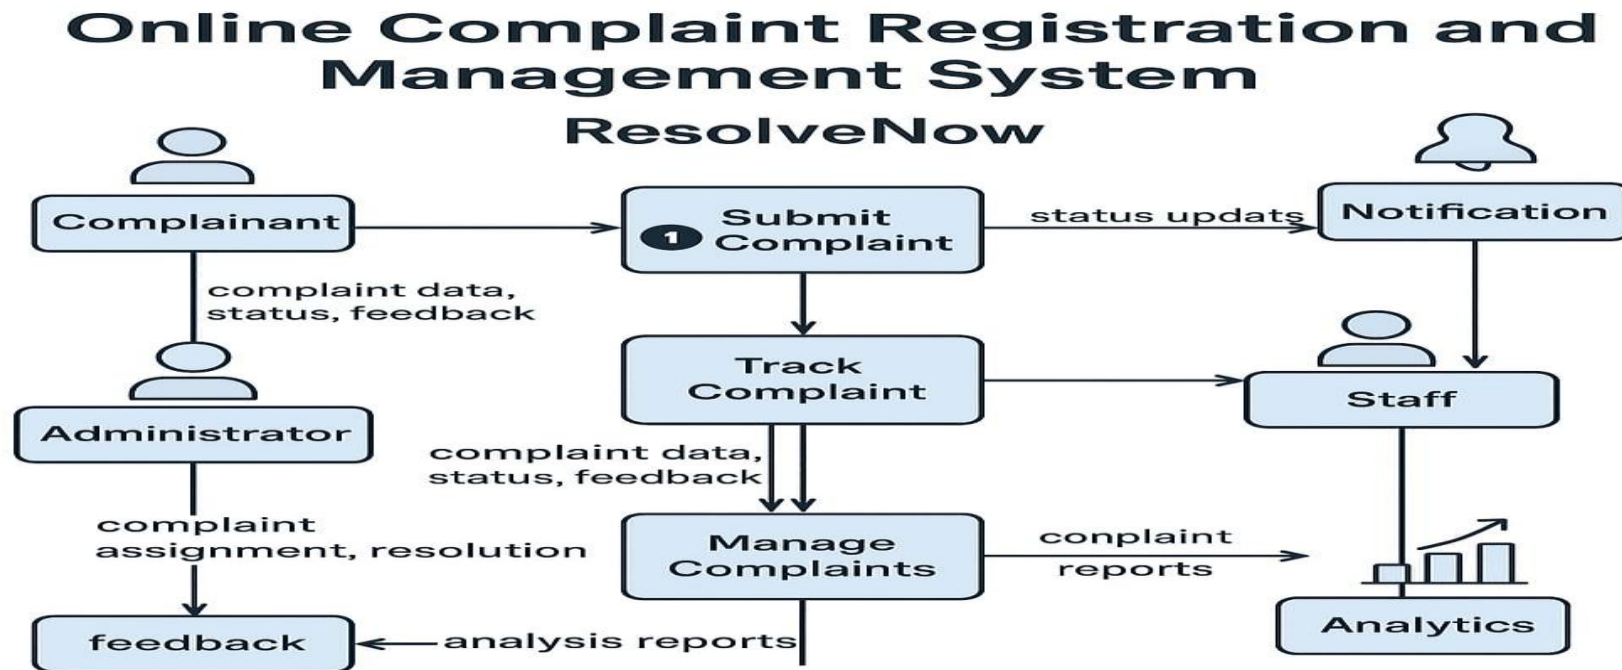 Online Complaint Registration and
Management System
ResolveNow
Complainant
1
Submit
Complaint
status updats
Notification
complaint data,
status, feedback
Track
Complaint
Staff
Administrator
complaint data,
status, feedback
complaint
assignment, resolution
Manage
Complaints
conplaint
reports
feedback
analysis reports
Analytics